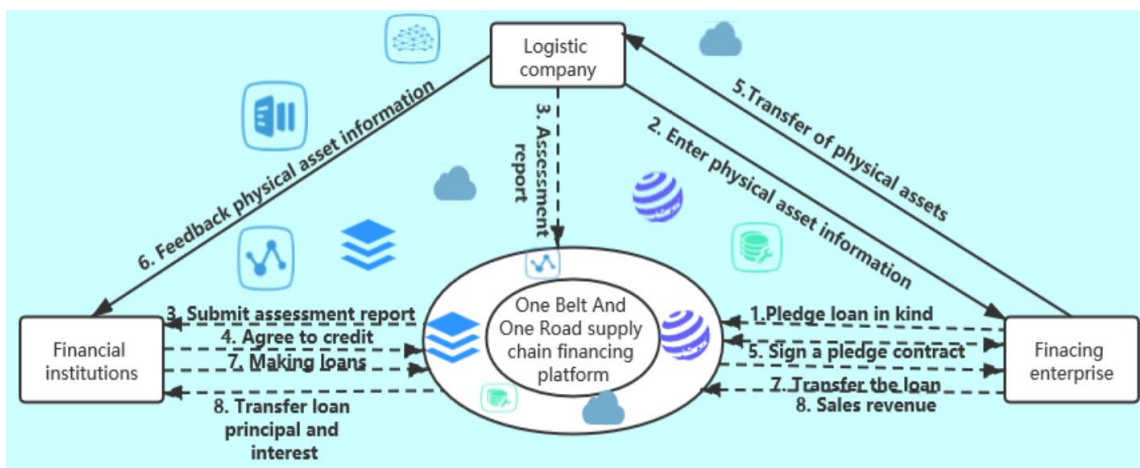 Logistic
company
5.Transfer of physical assets
2. Enter physical asset information
3. Assessment
report
6. Feedback physical asset information
One Belt And
One Road supply
chain financing
platform
3. Submit assessment report
4. Agree to credit
7. Making loans
8. Transfer loan
principal and
interest
Financial
institutions
1.Pledge loan in kind
5. Sign a pledge contract
7. Transfer the loan
8. Sales revenue
Finacing
enterprise